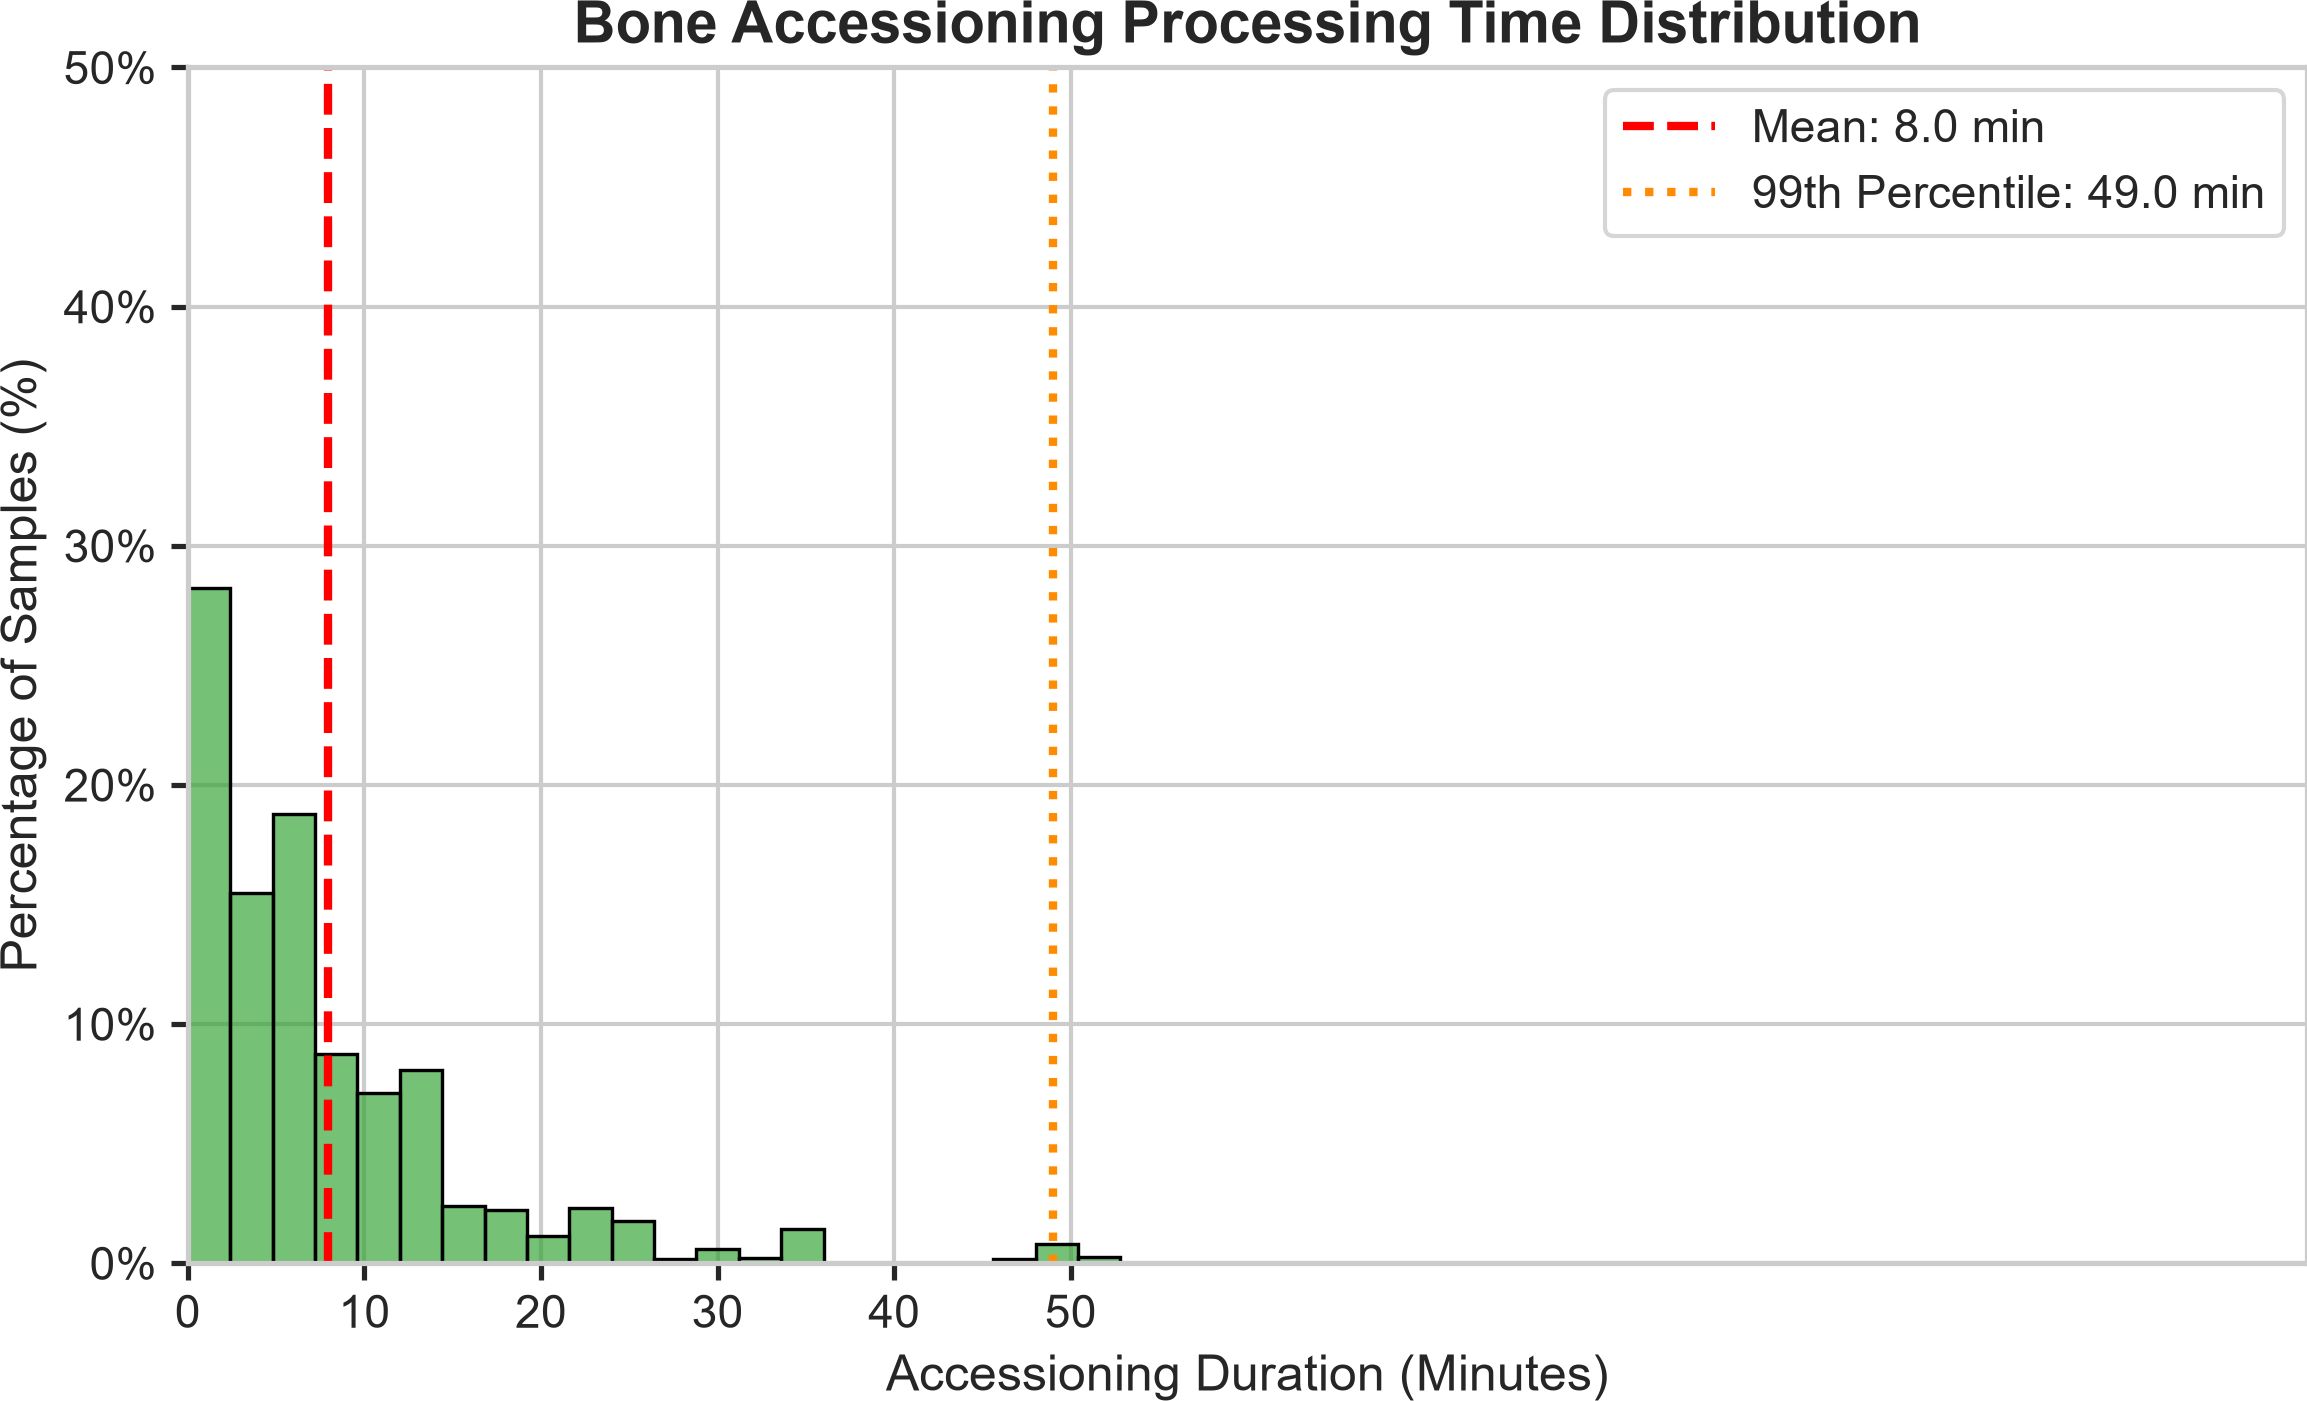 Bone Accessioning Processing Time Distribution
50%
40%
30%
20%
10%
0%
Percentage of Samples (%)
Mean: 8.0 min
99th Percentile: 49.0 min
0 10 20 30 40 50
Accessioning Duration (Minutes)